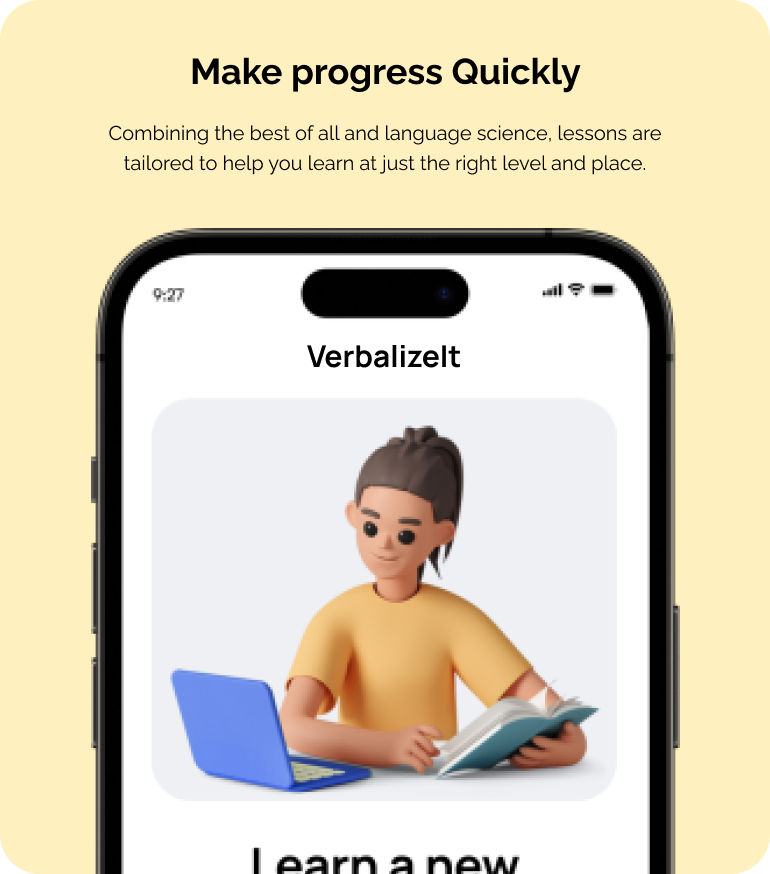 Make progress Quickly
Combining the best of all and language science, lessons are
tailored to help you learn at just the right level and place.
9:27
VerbalizeIt
Learn a new